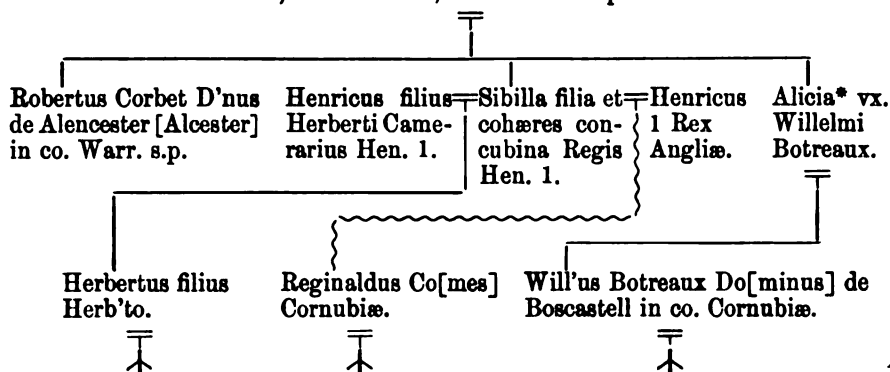 Robertus Corbet D'nus
de Alencester [Alcester]
in co. Warr. s.p.
Henricus filius
Herberti Came-
rarius Hen. 1.
Sibilla filia et
cohæres con-
cubina Regis
Hen. 1.
Henricus
1 Rex
Angliæ.
Alicia* vx.
Willelmi
Botreaux.
Herbertus filius
Herb'to.
Reginaldus Co[mes]
Cornubiæ.
Will'us Botreaux Do[minus] de
Boscastell in co. Cornubiæ.